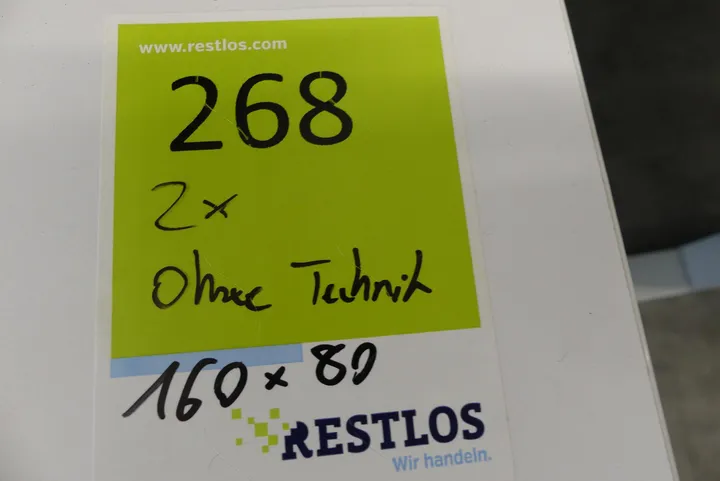 www.restlos.com
268
2x
Ohne Technik
160 x 80
RESTLOS
Wir handeln.